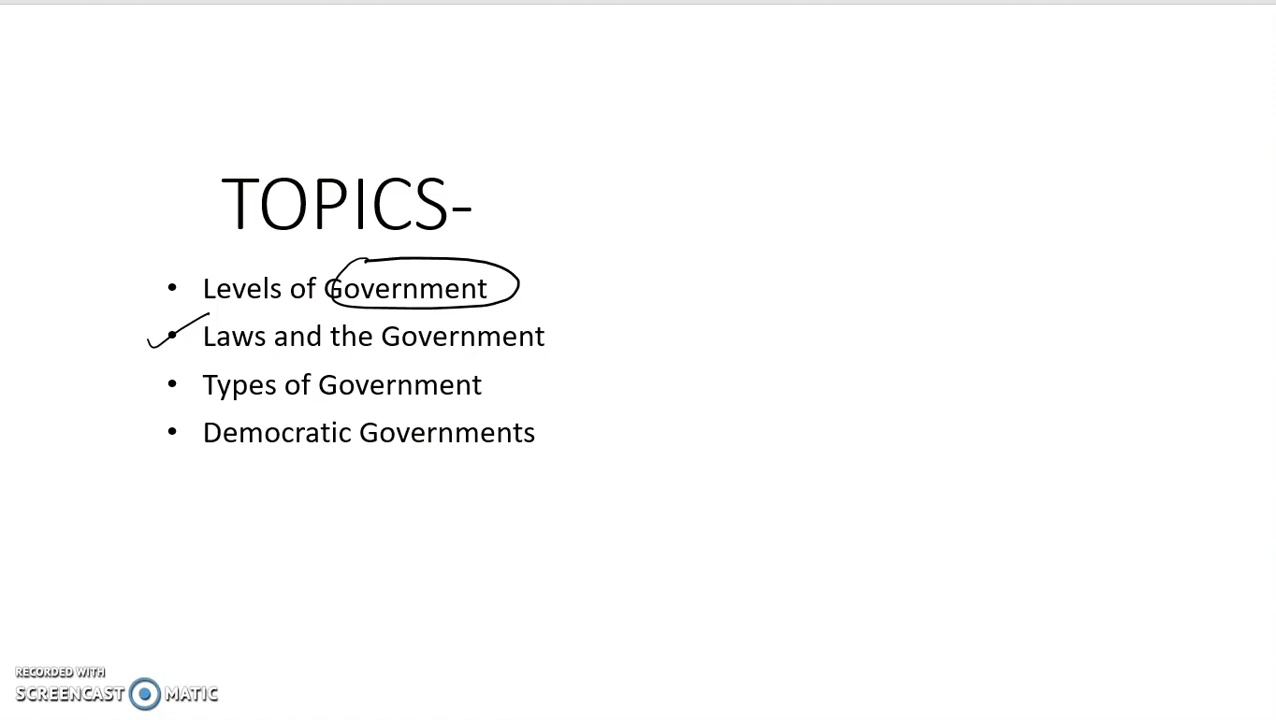 TOPICS-
• Levels of Government
• Laws and the Government
• Types of Government
• Democratic Governments
RECORDED WITH
SCREENCAST MATIC